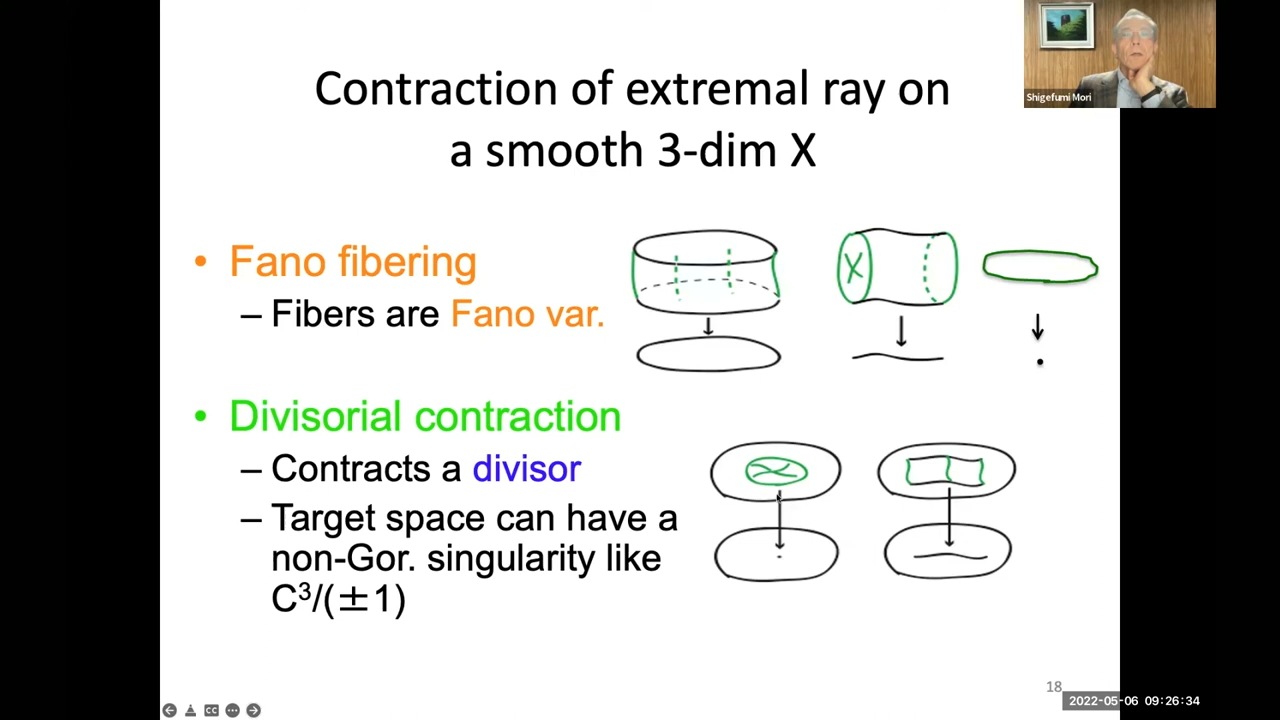 Contraction of extremal ray on
a smooth 3-dim X
Shigefumi Mori
• Fano fibering
– Fibers are Fano var.
X
• Divisorial contraction
– Contracts a divisor
– Target space can have a
non-Gor. singularity like
C³/(±1)
18
2022-05-06 09:26:34
CC